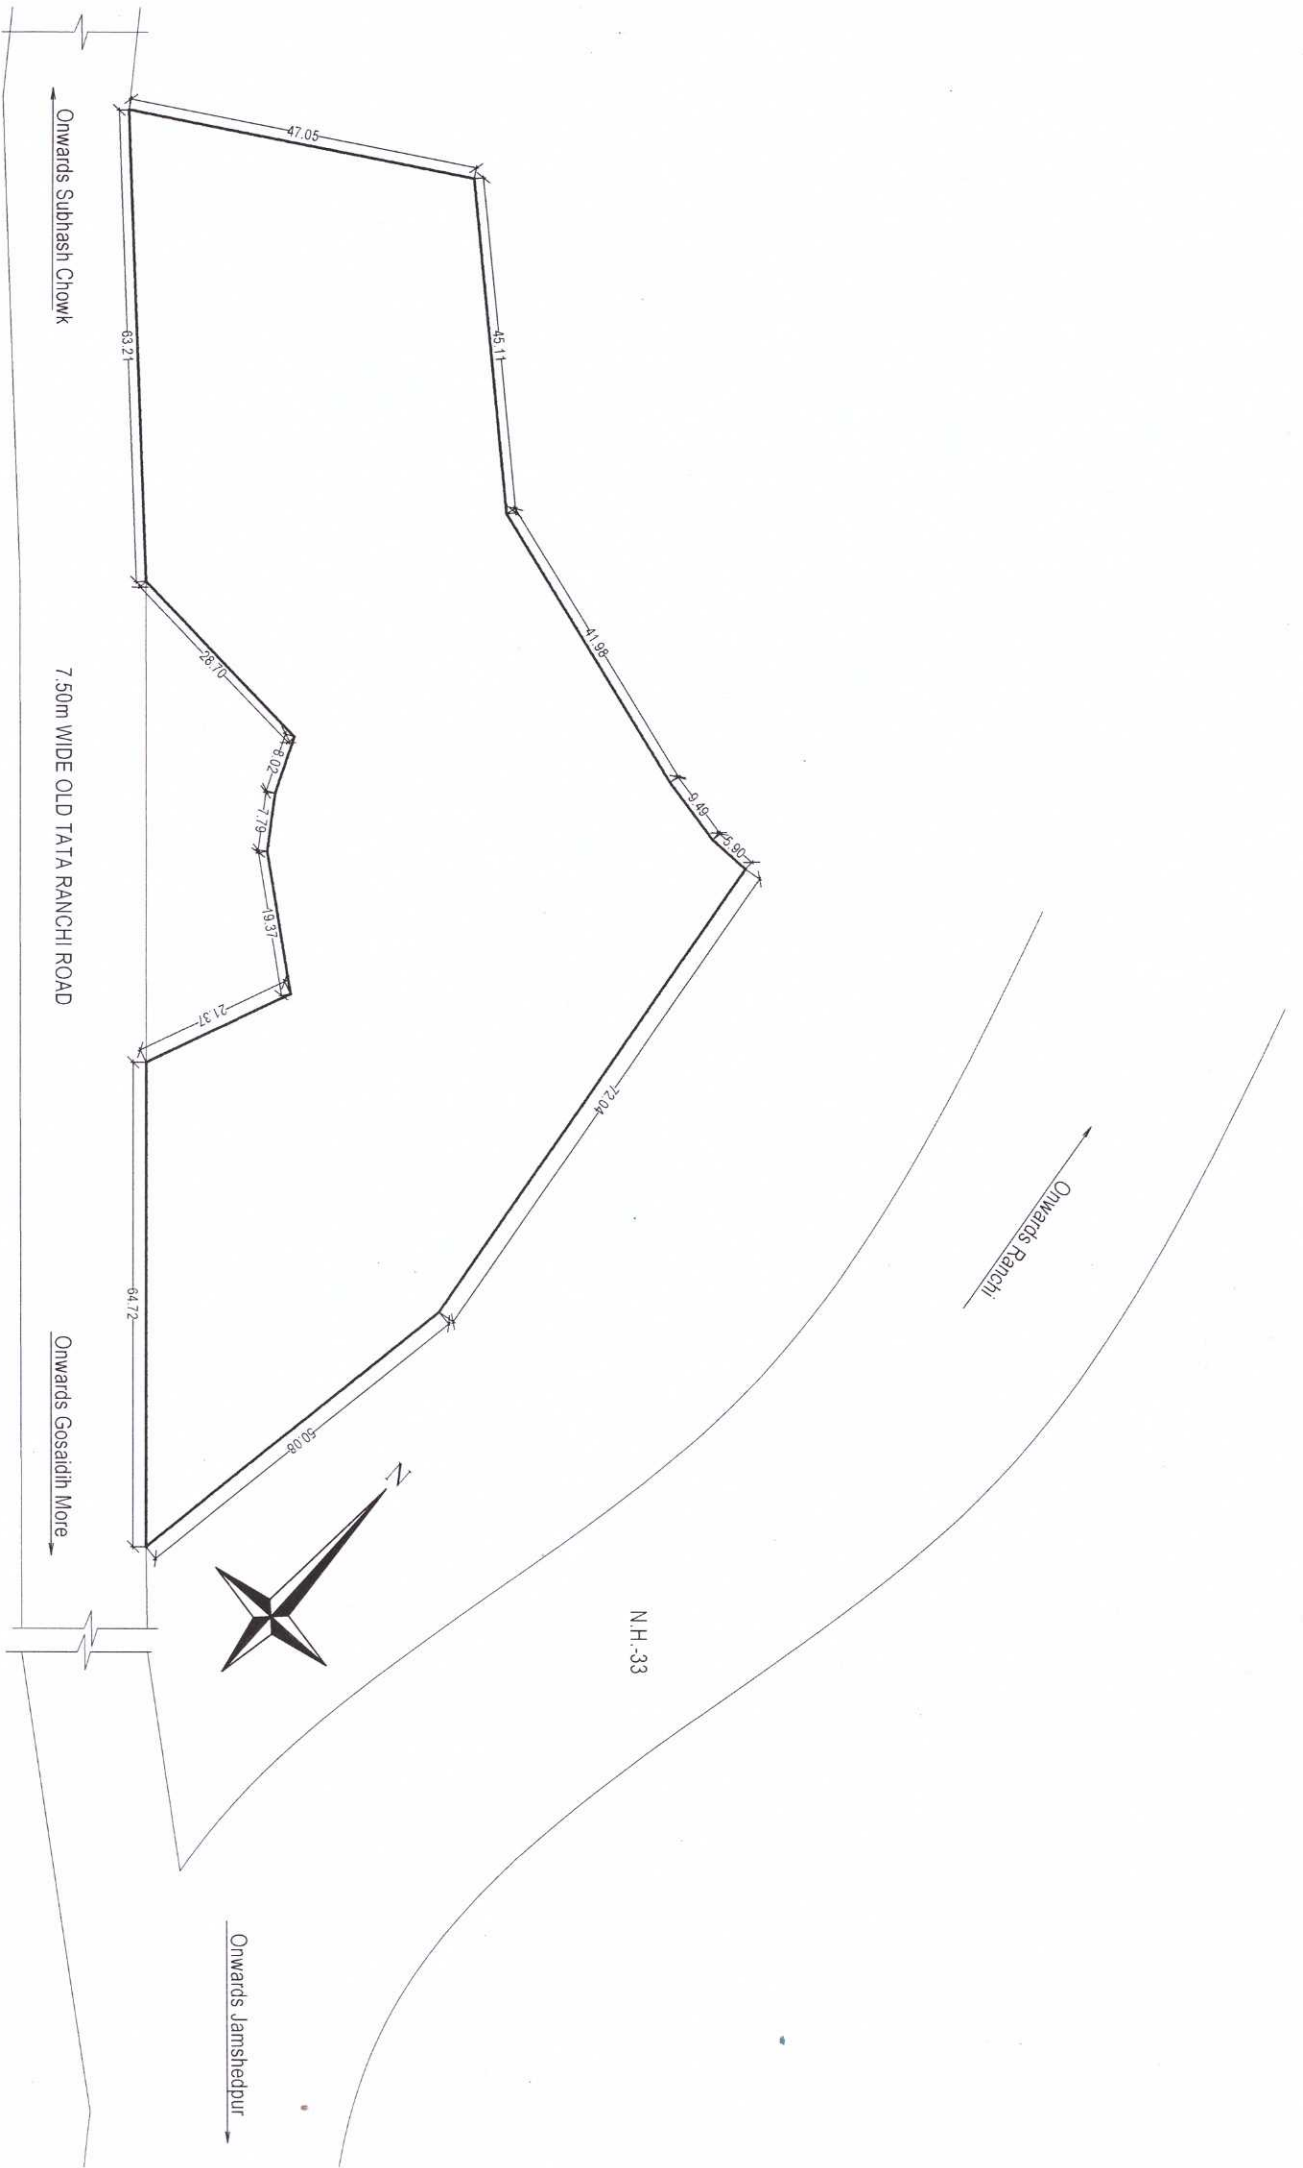 47.05
45.11
41.98
9.49
5.90
72.04
50.08
63.21
28.70
8.02
7.79
19.37
21.37
64.72
Onwards Subhash Chowk
7.50m WIDE OLD TATA RANCHI ROAD
Onwards Gosaidih More
Onwards Ranchi
N
N.H.-33
Onwards Jamshedpur